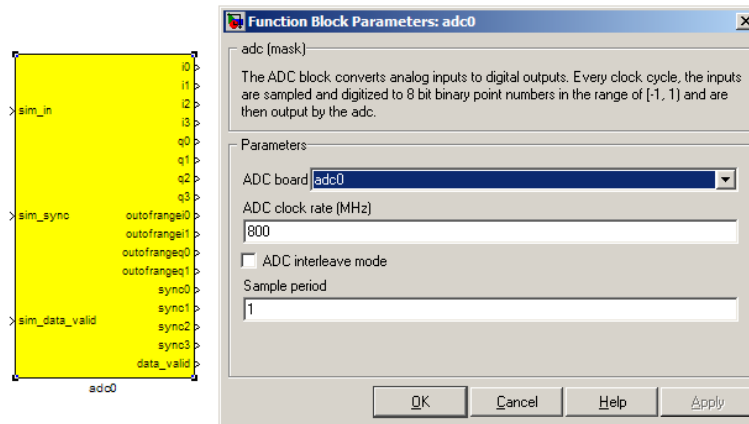 sim_in
sim_sync
sim_data_valid
i0
i1
i2
i3
q0
q1
q2
q3
outofrangei0
outofrangei1
outofrangeq0
outofrangeq1
sync0
sync1
sync2
sync3
data_valid
adc0
Function Block Parameters: adc0
adc (mask)
The ADC block converts analog inputs to digital outputs. Every clock cycle, the inputs
are sampled and digitized to 8 bit binary point numbers in the range of [-1, 1) and are
then output by the adc.
Parameters
ADC board adc0
ADC clock rate (MHz)
800
ADC interleave mode
Sample period
1
OK Cancel Help Apply